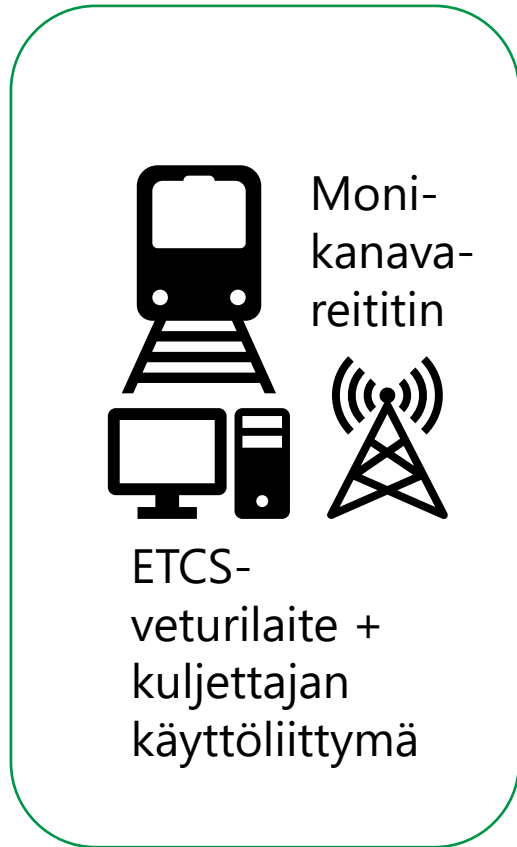 Moni-
kanava-
reititin
ETCS-
veturilaite +
kuljettajan
käyttöliittymä